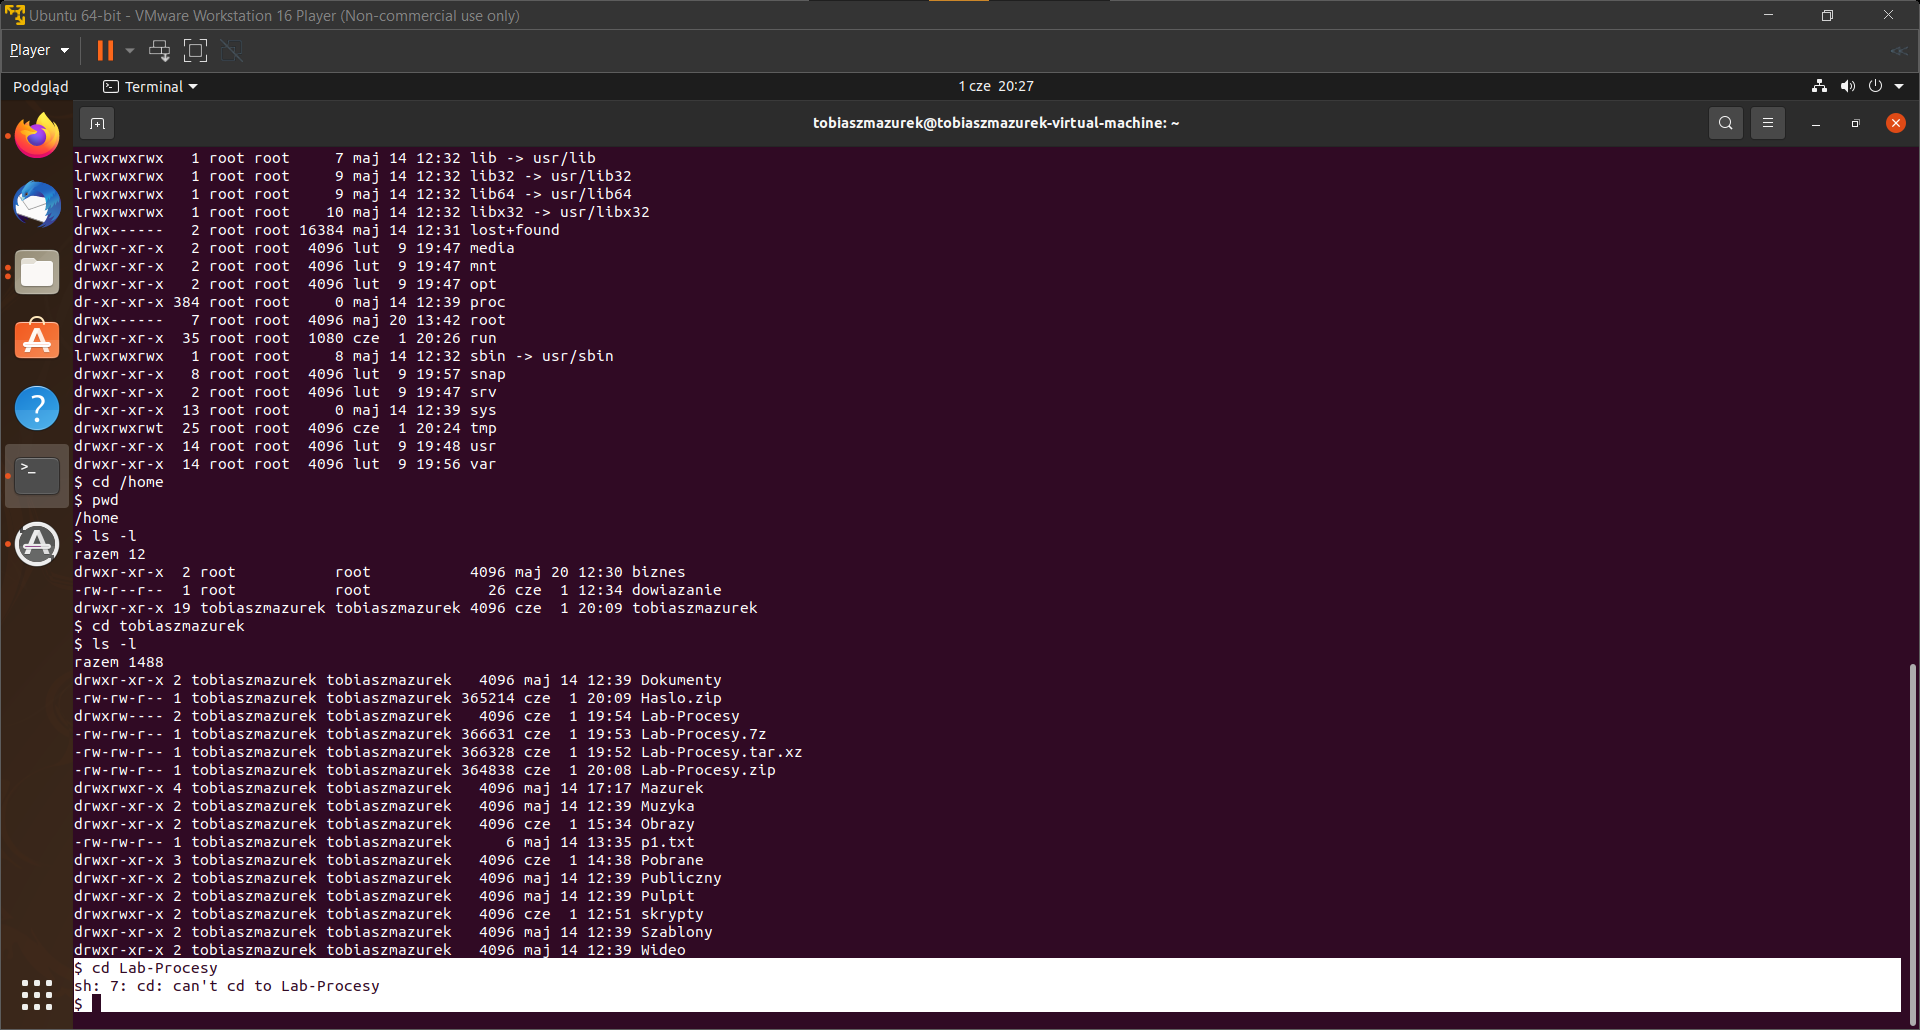 Ubuntu 64-bit - VMware Workstation 16 Player (Non-commercial use only)
Player
Podgląd
Terminal
1 cze 20:27
tobiaszmazurek@tobiaszmazurek-virtual-machine: ~
lrwxrwxrwx   1 root root     7 maj 14 12:32 lib -> usr/lib
lrwxrwxrwx   1 root root     9 maj 14 12:32 lib32 -> usr/lib32
lrwxrwxrwx   1 root root     9 maj 14 12:32 lib64 -> usr/lib64
lrwxrwxrwx   1 root root    10 maj 14 12:32 libx32 -> usr/libx32
drwx------   2 root root 16384 maj 14 12:31 lost+found
drwxr-xr-x   2 root root  4096 lut  9 19:47 media
drwxr-xr-x   2 root root  4096 lut  9 19:47 mnt
drwxr-xr-x   2 root root  4096 lut  9 19:47 opt
dr-xr-xr-x 384 root root     0 maj 14 12:39 proc
drwx------   7 root root  4096 maj 20 13:42 root
drwxr-xr-x  35 root root  1080 cze  1 20:26 run
lrwxrwxrwx   1 root root     8 maj 14 12:32 sbin -> usr/sbin
drwxr-xr-x   8 root root  4096 lut  9 19:57 snap
drwxr-xr-x   2 root root  4096 lut  9 19:47 srv
dr-xr-xr-x  13 root root     0 maj 14 12:39 sys
drwxrwxrwt  25 root root  4096 cze  1 20:24 tmp
drwxr-xr-x  14 root root  4096 lut  9 19:48 usr
drwxr-xr-x  14 root root  4096 lut  9 19:56 var
$ cd /home
$ pwd
/home
$ ls -l
razem 12
drwxr-xr-x  2 root           root           4096 maj 20 12:30 biznes
-rw-r--r--  1 root           root             26 cze  1 12:34 dowiazanie
drwxr-xr-x 19 tobiaszmazurek tobiaszmazurek 4096 cze  1 20:09 tobiaszmazurek
$ cd tobiaszmazurek
$ ls -l
razem 1488
drwxr-xr-x 2 tobiaszmazurek tobiaszmazurek   4096 maj 14 12:39 Dokumenty
-rw-rw-r-- 1 tobiaszmazurek tobiaszmazurek 365214 cze  1 20:09 Haslo.zip
drwxrw---- 2 tobiaszmazurek tobiaszmazurek   4096 cze  1 19:54 Lab-Procesy
-rw-rw-r-- 1 tobiaszmazurek tobiaszmazurek 366631 cze  1 19:53 Lab-Procesy.7z
-rw-rw-r-- 1 tobiaszmazurek tobiaszmazurek 366328 cze  1 19:52 Lab-Procesy.tar.xz
-rw-rw-r-- 1 tobiaszmazurek tobiaszmazurek 364838 cze  1 20:08 Lab-Procesy.zip
drwxrwxr-x 4 tobiaszmazurek tobiaszmazurek   4096 maj 14 17:17 Mazurek
drwxr-xr-x 2 tobiaszmazurek tobiaszmazurek   4096 maj 14 12:39 Muzyka
drwxr-xr-x 2 tobiaszmazurek tobiaszmazurek   4096 cze  1 15:34 Obrazy
-rw-rw-r-- 1 tobiaszmazurek tobiaszmazurek      6 maj 14 13:35 p1.txt
drwxr-xr-x 3 tobiaszmazurek tobiaszmazurek   4096 cze  1 14:38 Pobrane
drwxr-xr-x 2 tobiaszmazurek tobiaszmazurek   4096 maj 14 12:39 Publiczny
drwxr-xr-x 2 tobiaszmazurek tobiaszmazurek   4096 maj 14 12:39 Pulpit
drwxrwxr-x 2 tobiaszmazurek tobiaszmazurek   4096 cze  1 12:51 skrypty
drwxr-xr-x 2 tobiaszmazurek tobiaszmazurek   4096 maj 14 12:39 Szablony
drwxr-xr-x 2 tobiaszmazurek tobiaszmazurek   4096 maj 14 12:39 Wideo
$ cd Lab-Procesy
sh: 7: cd: can't cd to Lab-Procesy
$